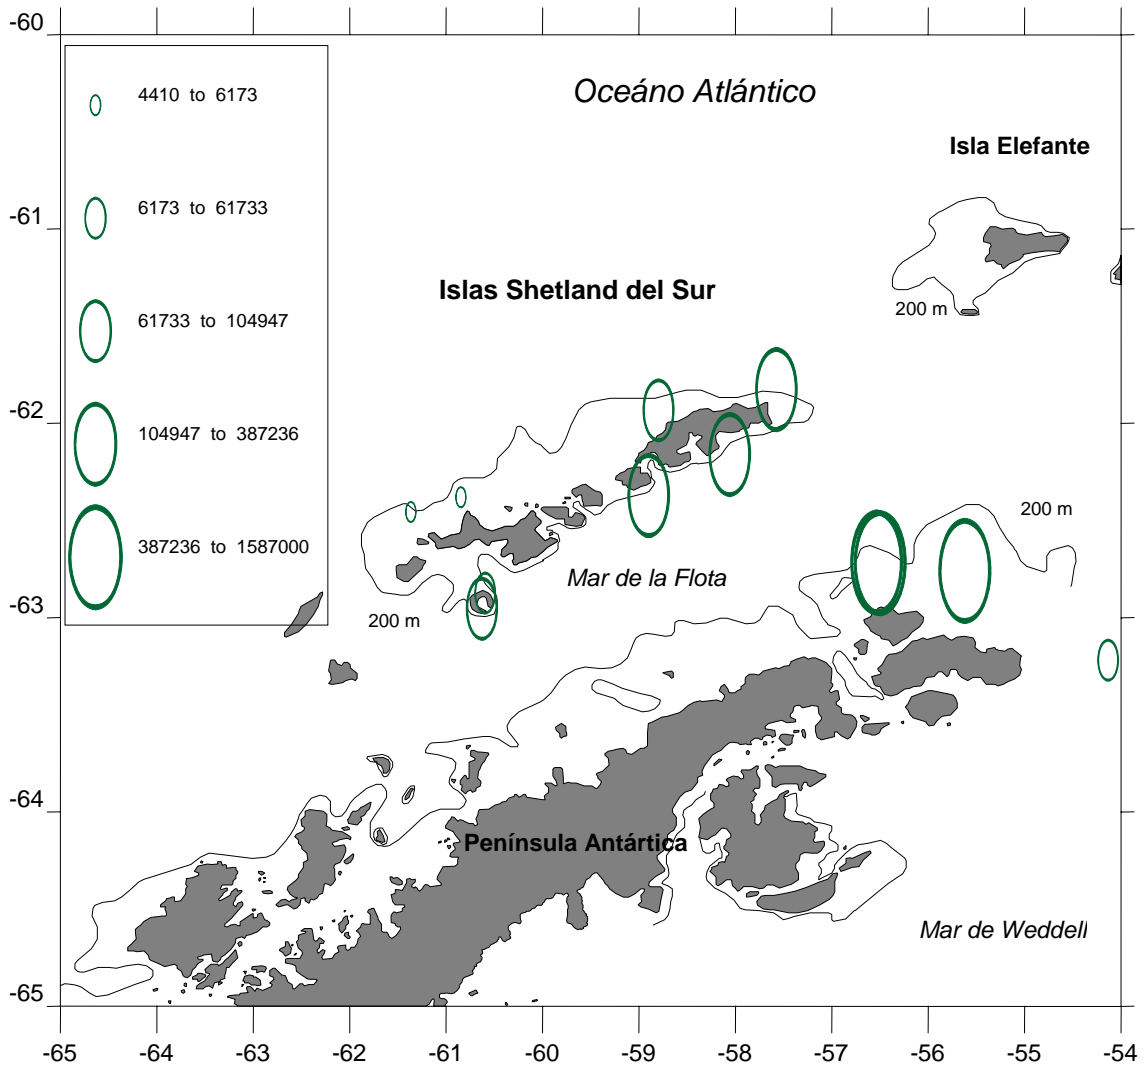 -60
4410 to 6173
Oceáno Atlántico
Isla Elefante
6173 to 61733
-61
Islas Shetland del Sur
200 m
61733 to 104947
-62
104947 to 387236
200 m
387236 to 1587000
Mar de la Flota
-63
200 m
-64
Península Antártica
Mar de Weddell
-65
-65 -64 -63 -62 -61 -60 -59 -58 -57 -56 -55 -54